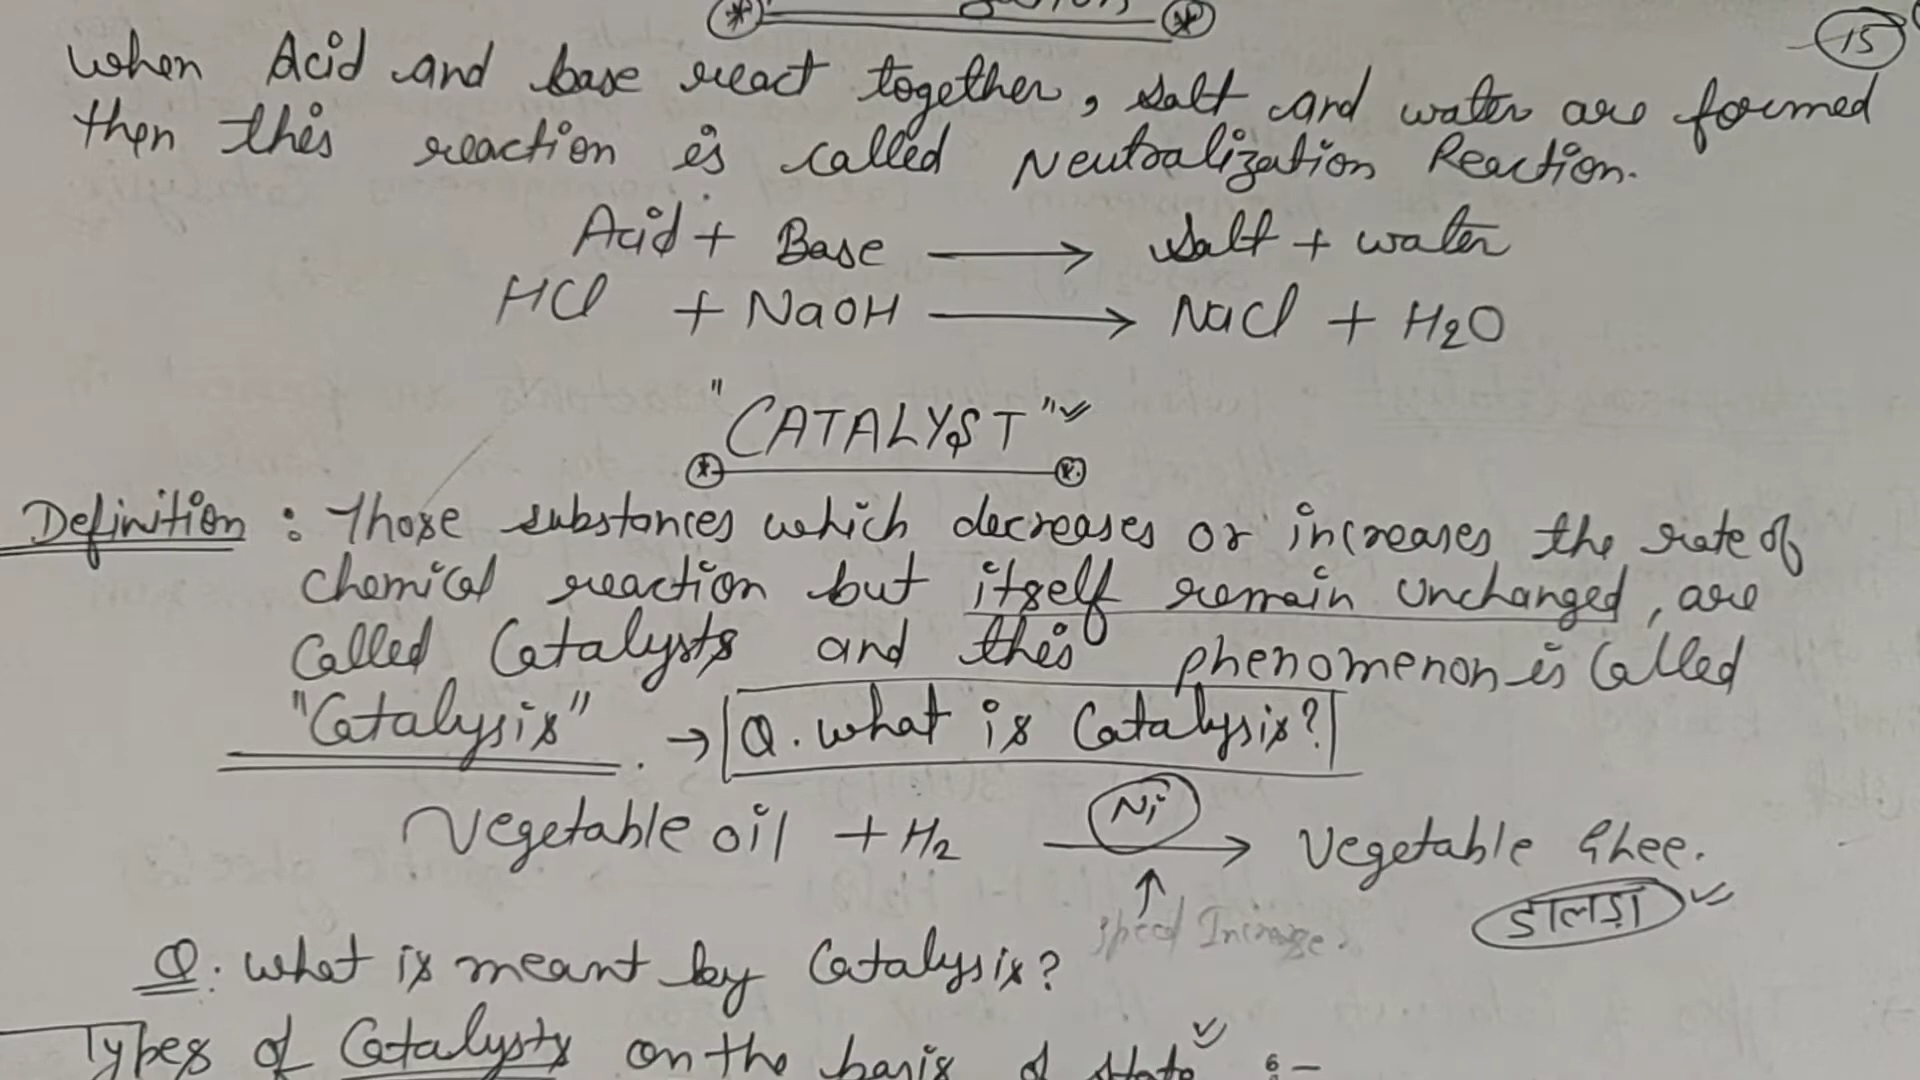 15
when Acid and base react together, salt and water are formed
then this reaction is called Neutralization Reaction.
Acid + Base → Salt + water
HCl + NaOH → NaCl + H₂O
"CATALYST"
Definition : Those substances which decreases or increases the rate of
chemical reaction but itself remain unchanged, are
called Catalysts and this phenomenon is called
"Catalysis". → Q. what is Catalysis?
Vegetable oil + H₂ Ni → Vegetable Ghee.
↑ speed Increase.
डालडा
Q. what is meant by Catalysis?
Types of Catalysts on the basis of state :-